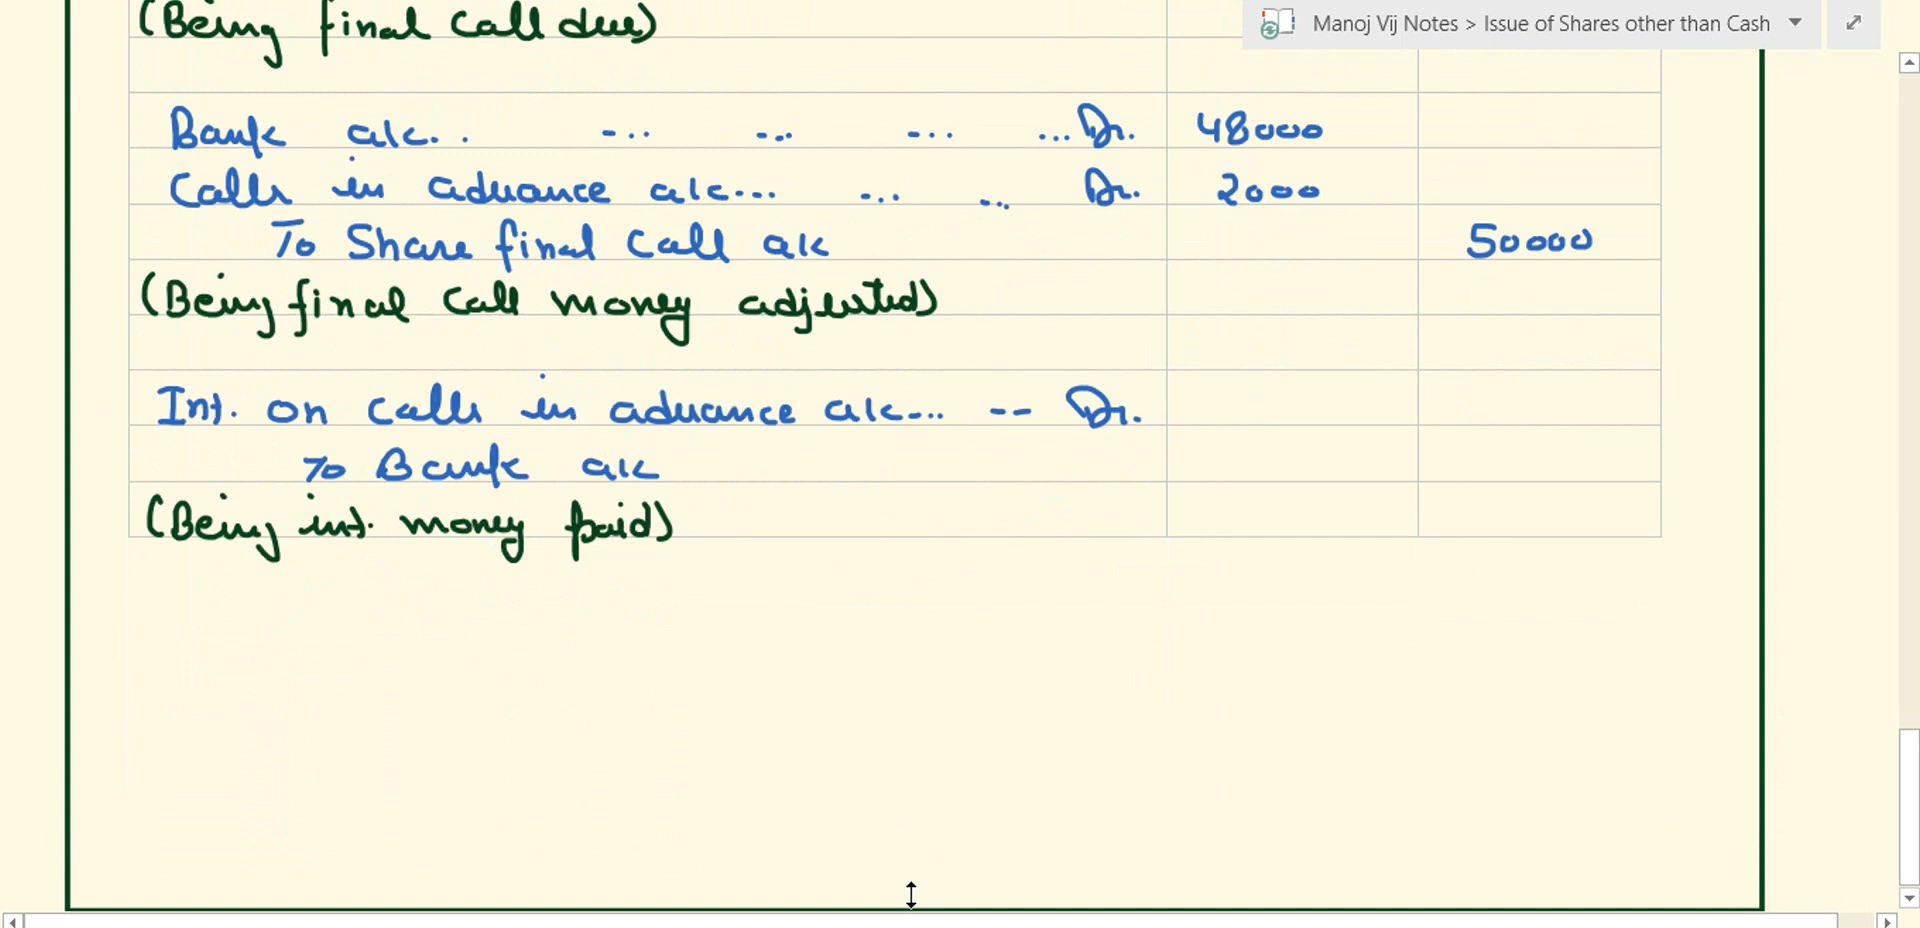 (Being final call due)
Manoj Vij Notes > Issue of Shares other than Cash
Bank a/c.. ... ... ... ...Dr. 48000
Calls in advance a/c... ... ... Dr. 2000
To Share final call a/c 50000
(Being final call money adjusted)
Int. on calls in advance a/c... -- Dr.
To Bank a/c
(Being int. money paid)